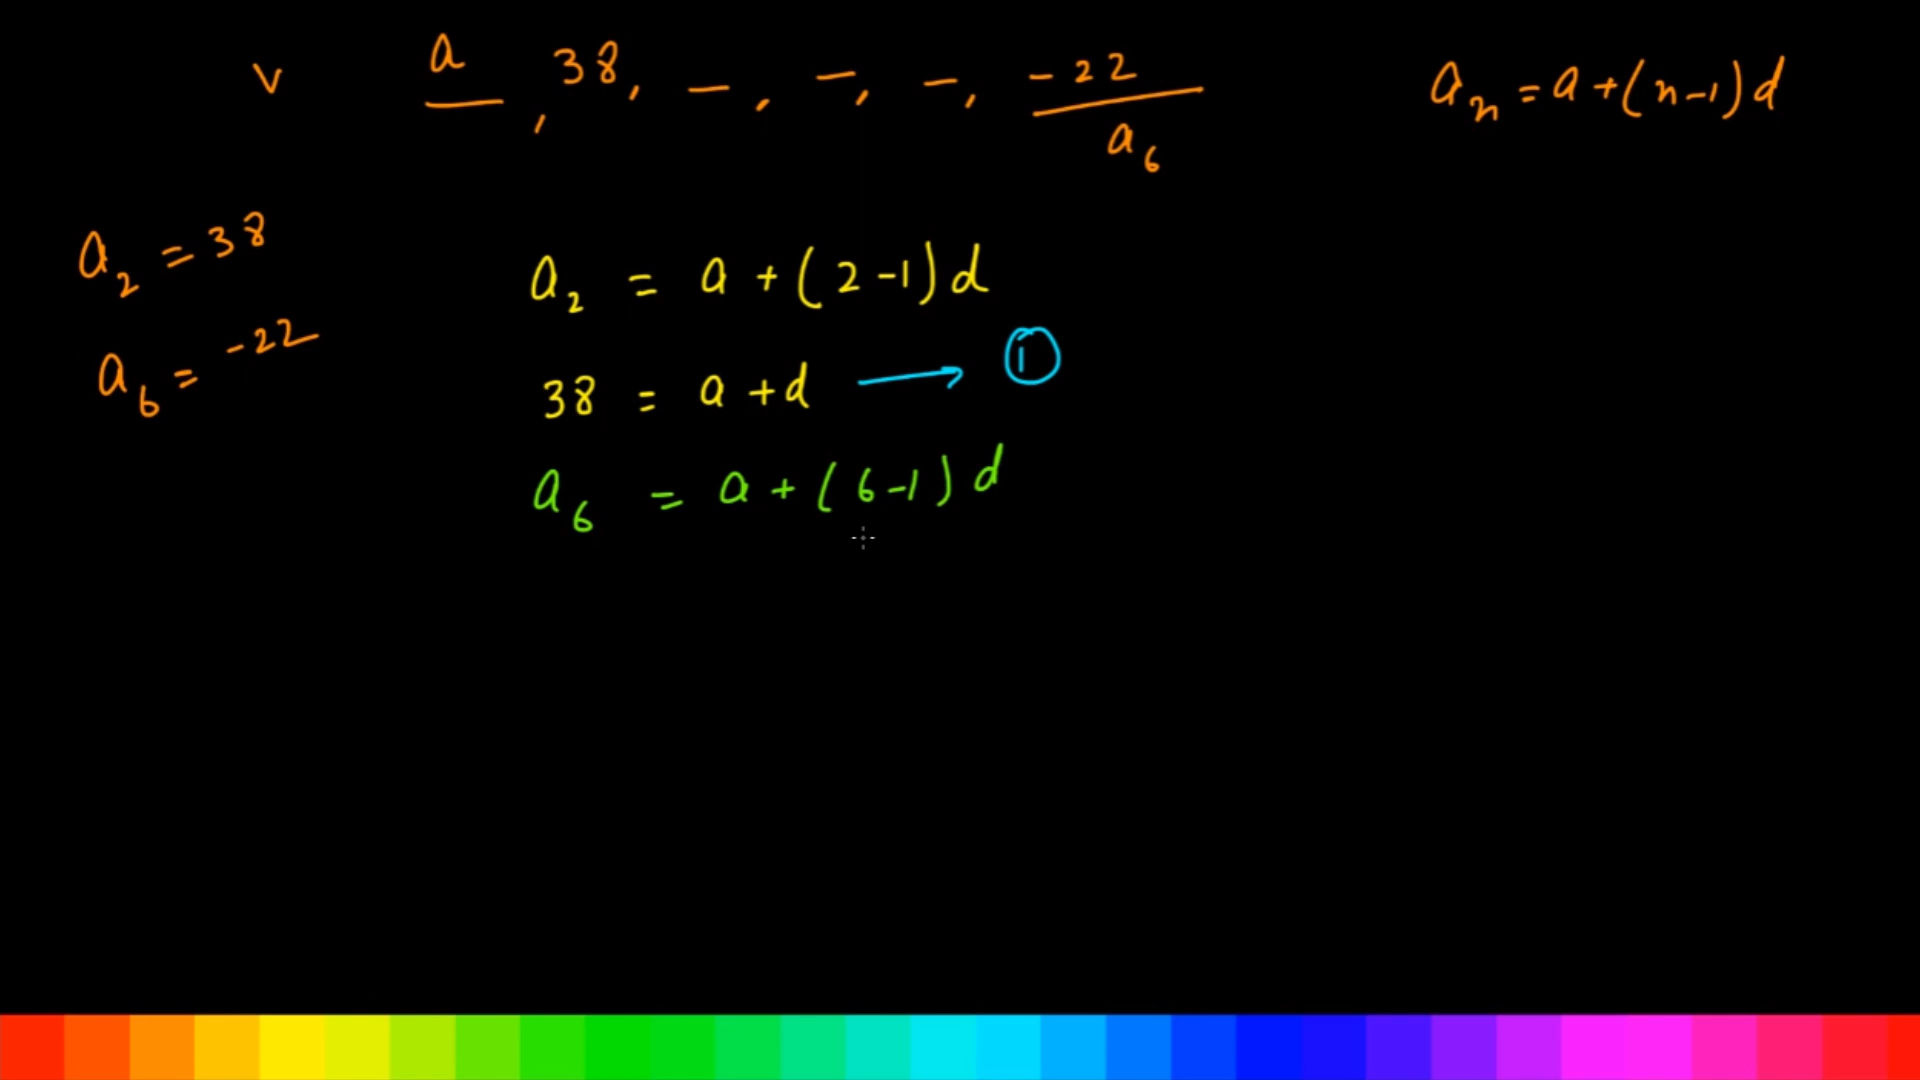 v a , 38, – , –, –, -22
a₆
aₙ = a + (n-1) d
a₂ = 38
a₆ = -22
a₂ = a + (2-1) d
38 = a + d → ①
a₆ = a + (6-1) d